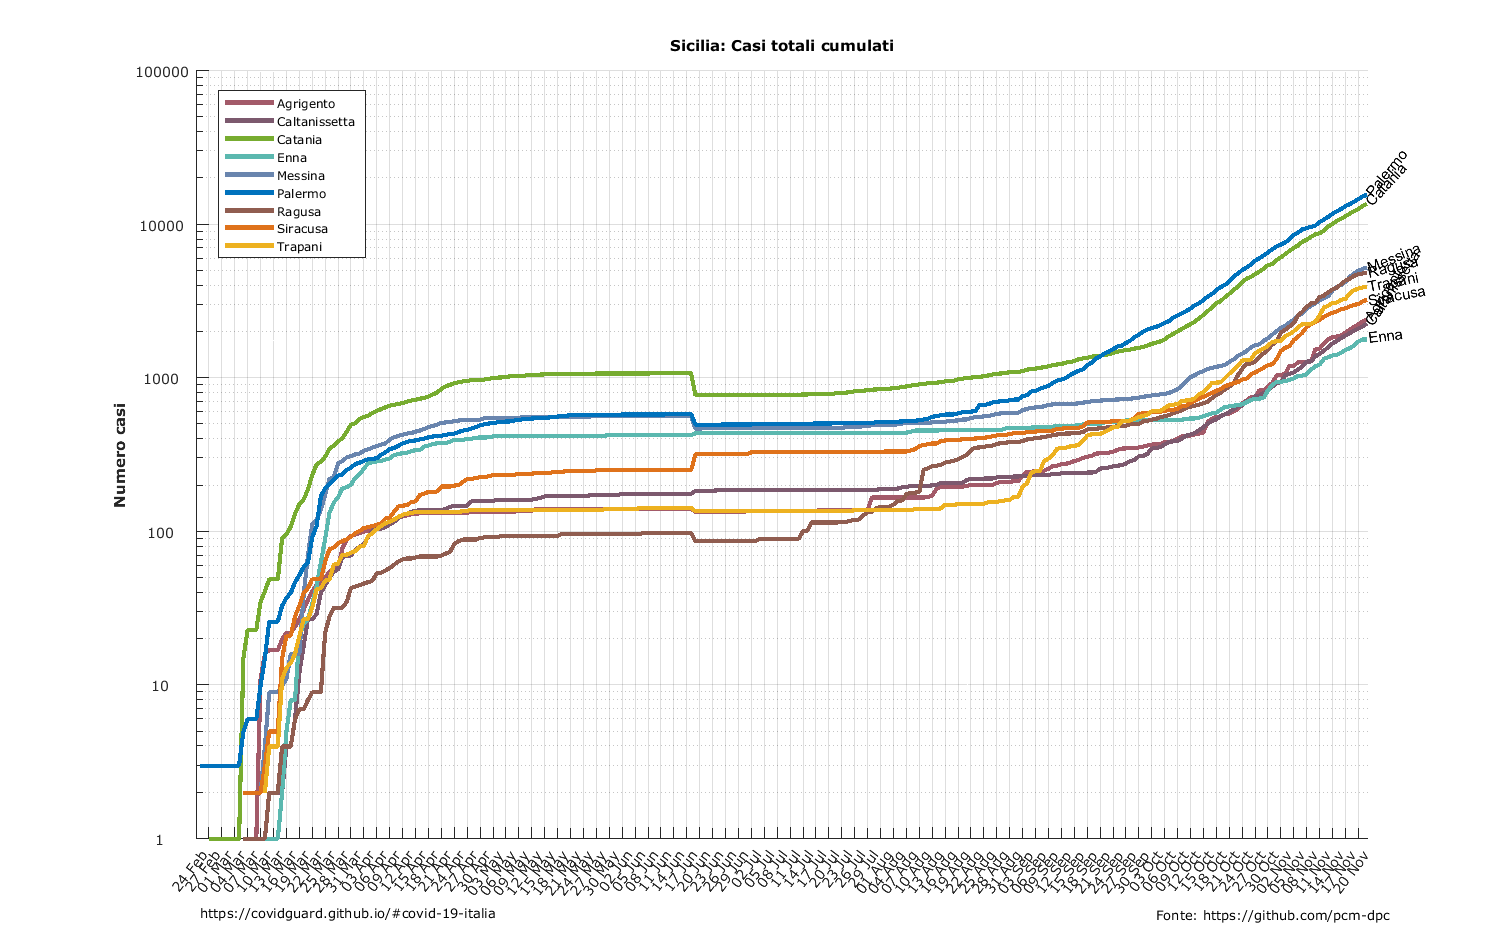 Sicilia: Casi totali cumulati
100000
10000
1000
100
10
1
Numero casi
Agrigento
Caltanissetta
Catania
Enna
Messina
Palermo
Ragusa
Siracusa
Trapani
Palermo
Catania
Messina
Ragusa
Trapani
Siracusa
Enna
24 Feb
27 Feb
01 Mar
04 Mar
07 Mar
10 Mar
13 Mar
16 Mar
19 Mar
22 Mar
25 Mar
28 Mar
31 Mar
03 Apr
06 Apr
09 Apr
12 Apr
15 Apr
18 Apr
21 Apr
24 Apr
27 Apr
30 Apr
03 May
06 May
09 May
12 May
15 May
18 May
21 May
24 May
27 May
30 May
02 Jun
05 Jun
08 Jun
11 Jun
14 Jun
17 Jun
20 Jun
23 Jun
26 Jun
29 Jun
02 Jul
05 Jul
08 Jul
11 Jul
14 Jul
17 Jul
20 Jul
23 Jul
26 Jul
29 Jul
01 Aug
04 Aug
07 Aug
10 Aug
13 Aug
16 Aug
19 Aug
22 Aug
25 Aug
28 Aug
31 Aug
03 Sep
06 Sep
09 Sep
12 Sep
15 Sep
18 Sep
21 Sep
24 Sep
27 Sep
30 Sep
03 Oct
06 Oct
09 Oct
12 Oct
15 Oct
18 Oct
21 Oct
24 Oct
27 Oct
30 Oct
02 Nov
05 Nov
08 Nov
11 Nov
14 Nov
17 Nov
20 Nov
https://covidguard.github.io/#covid-19-italia
Fonte: https://github.com/pcm-dpc